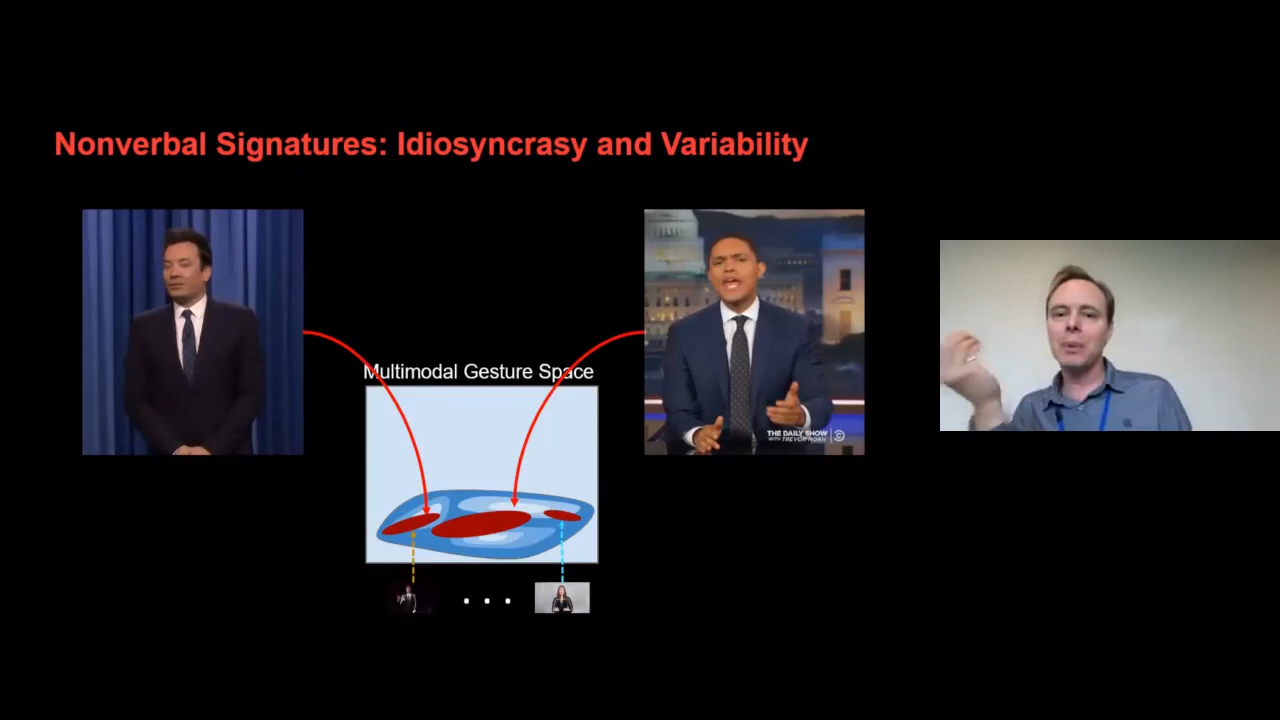 Nonverbal Signatures: Idiosyncrasy and Variability
Multimodal Gesture Space
THE DAILY SHOW
WITH TREVOR NOAH